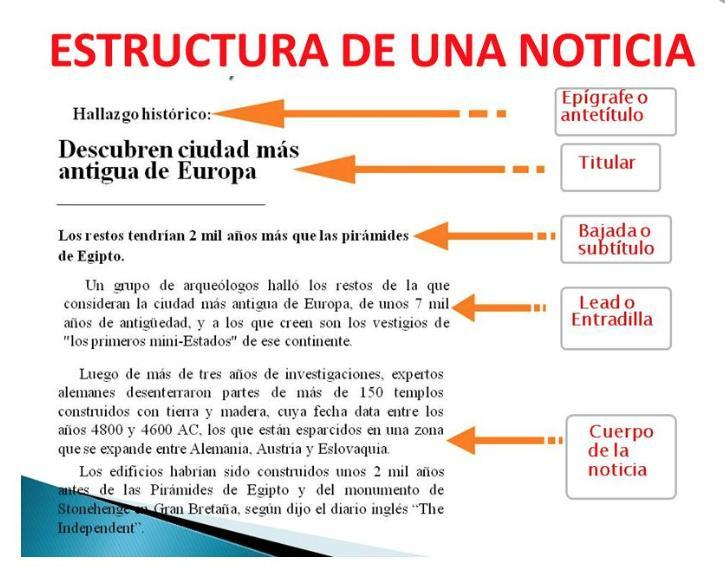 ESTRUCTURA DE UNA NOTICIA
Hallazgo histórico:
Epígrafe o
antetítulo
Descubren ciudad más
antigua de Europa
Titular
Los restos tendrían 2 mil años más que las pirámides
de Egipto.
Bajada o
subtítulo
Un grupo de arqueólogos halló los restos de la que
consideran la ciudad más antigua de Europa, de unos 7 mil
años de antigüedad, y a los que creen son los vestigios de
"los primeros mini-Estados" de ese continente.
Lead o
Entradilla
Luego de más de tres años de investigaciones, expertos
alemanes desenterraron partes de más de 150 templos
construidos con tierra y madera, cuya fecha data entre los
años 4800 y 4600 AC, los que están esparcidos en una zona
que se expande entre Alemania, Austria y Eslovaquia.
Los edificios habrían sido construidos unos 2 mil años
antes de las Pirámides de Egipto y del monumento de
Stonehenge en Gran Bretaña, según dijo el diario inglés “The
Independent”.
Cuerpo
de la
noticia